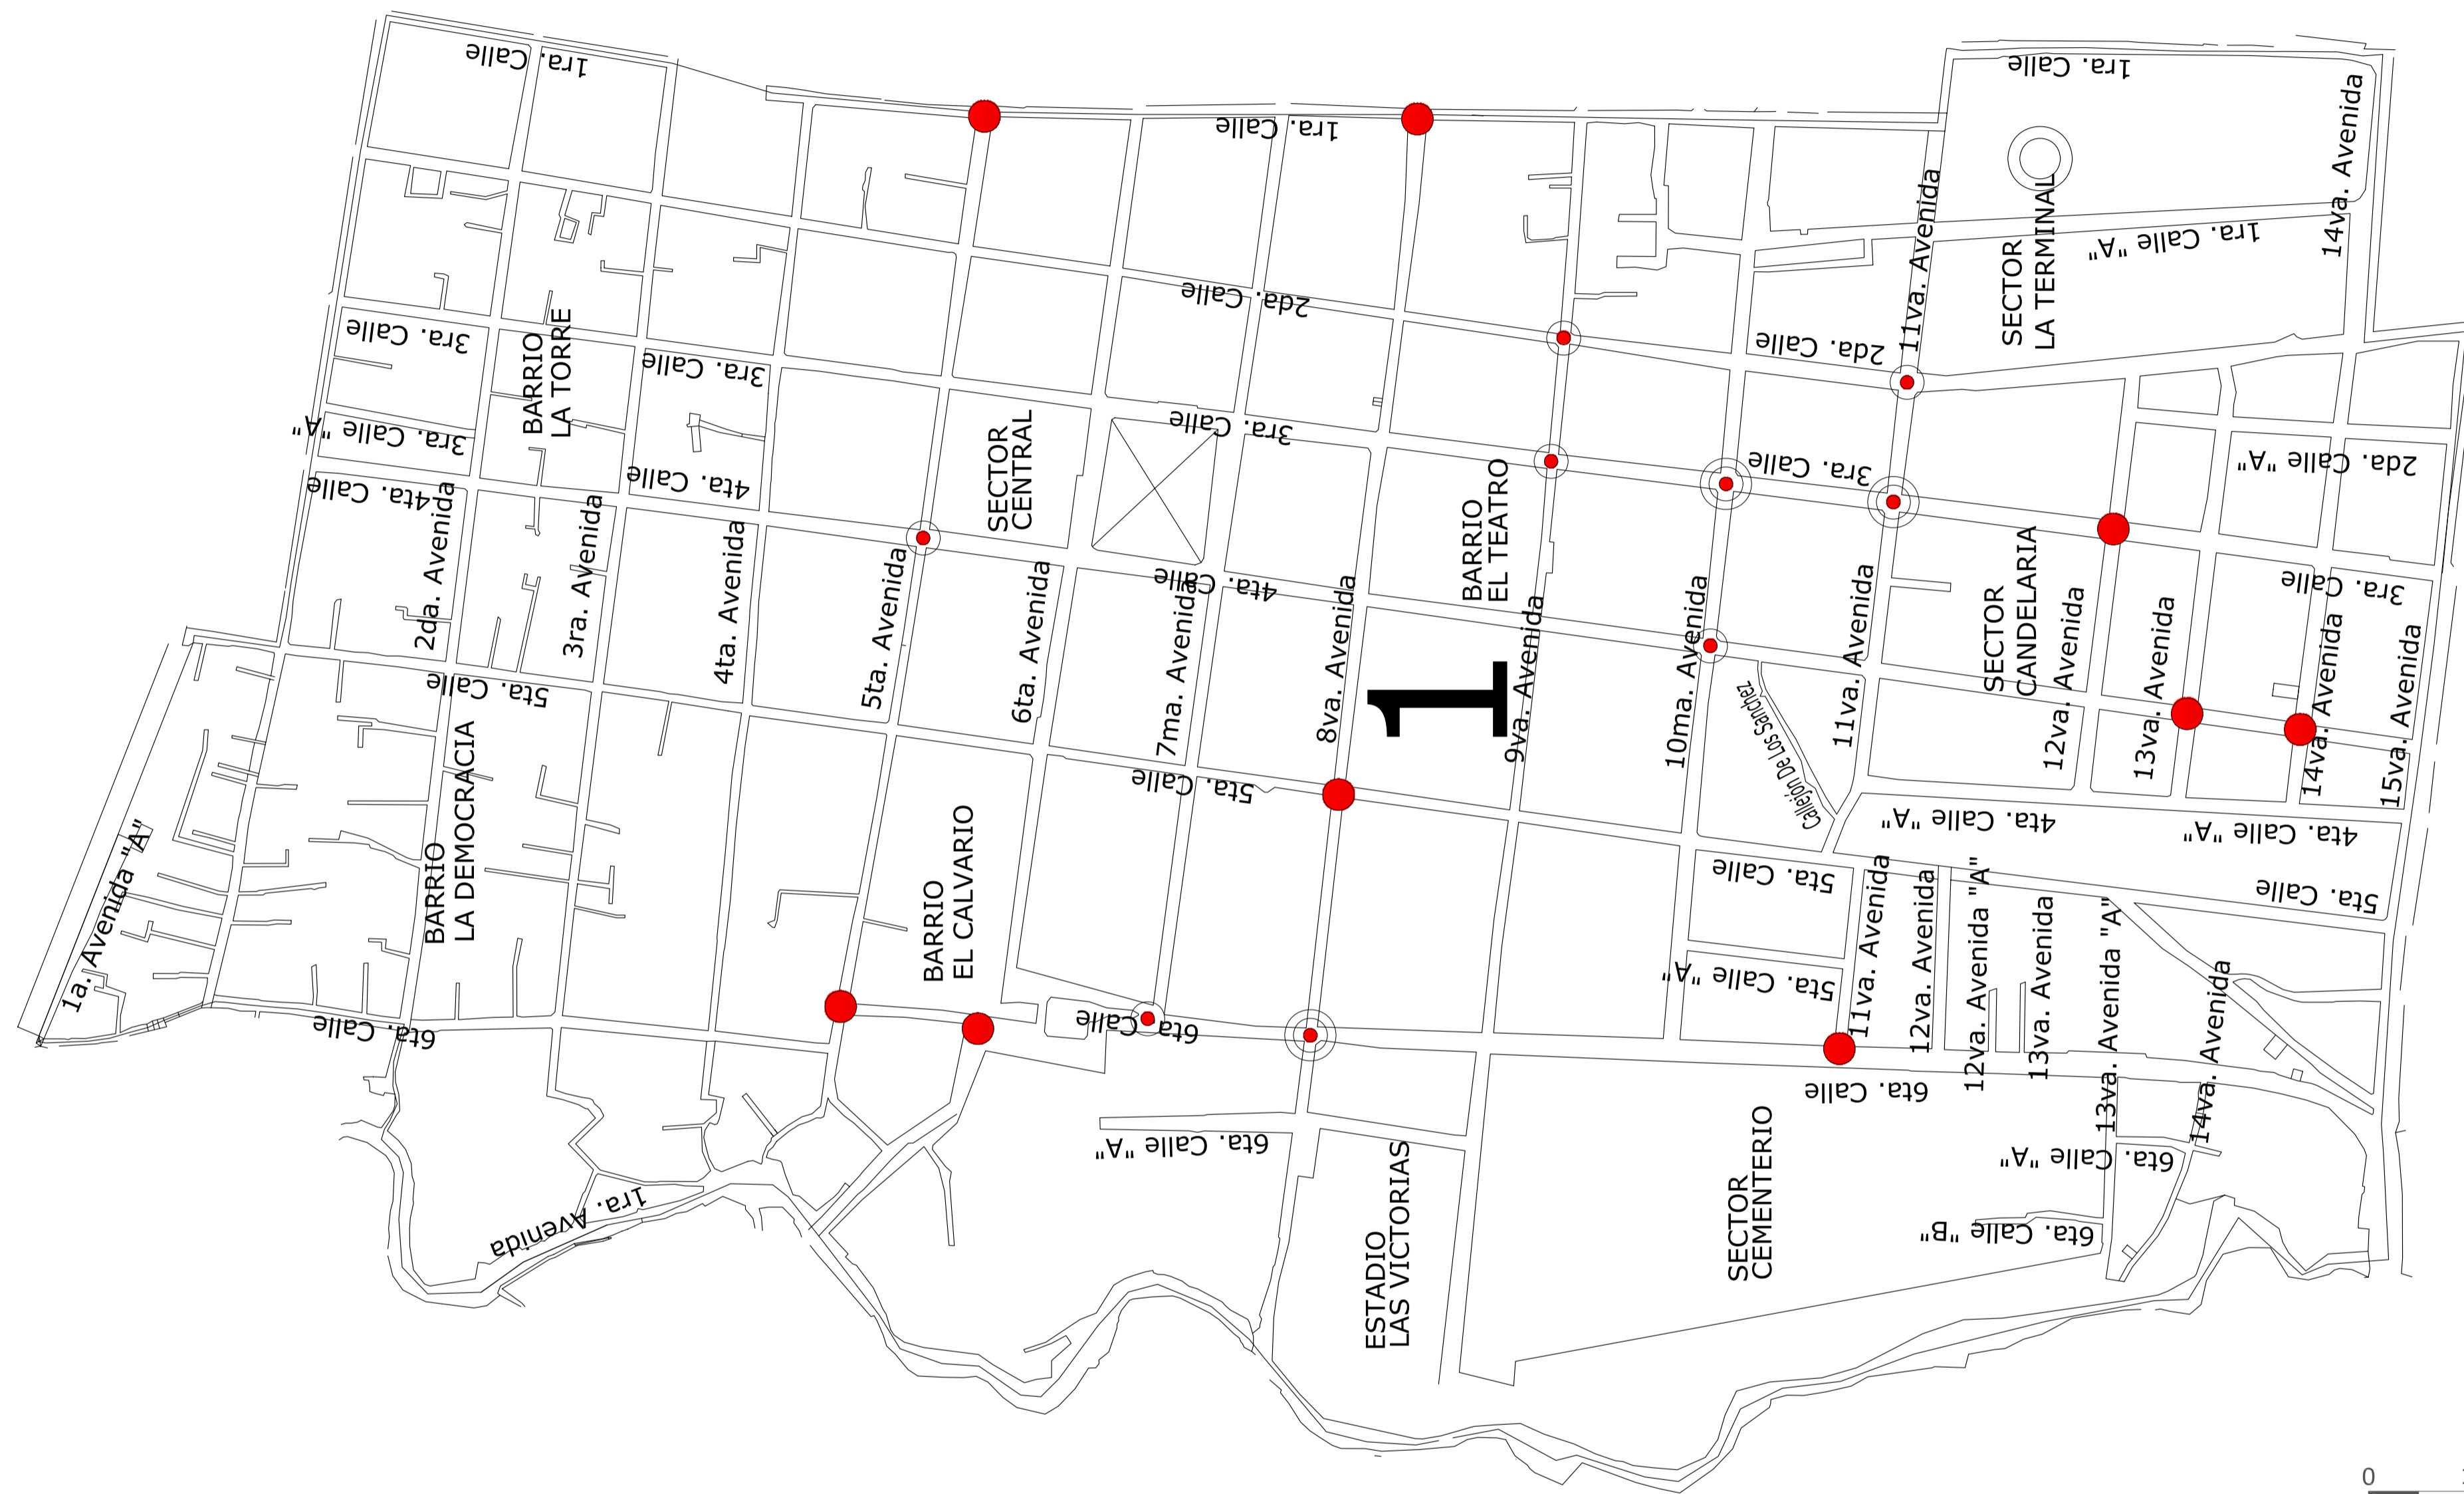 1ra. Calle
1ra. Calle
1ra. Calle
14va. Avenida
11va. Avenida
SECTOR
LA TERMINAL
1ra. Calle "A"
2da. Calle
2da. Calle
3ra. Calle
BARRIO
LA TORRE
3ra. Calle
3ra. Calle
3ra. Calle "A"
SECTOR
CENTRAL
3ra. Calle
2da. Calle "A"
4ta. Calle
4ta. Calle
BARRIO
EL TEATRO
2da. Avenida
3ra. Avenida
4ta. Avenida
5ta. Avenida
6ta. Avenida
4ta. Calle
7ma. Avenida
8va. Avenida
9va. Avenida
10ma. Avenida
11va. Avenida
SECTOR
CANDELARIA
12va. Avenida
13va. Avenida
14va. Avenida
15va. Avenida
3ra. Calle
1
Callejón De Los Sanchez
5ta. Calle
5ta. Calle
4ta. Calle "A"
4ta. Calle "A"
BARRIO
LA DEMOCRACIA
1a. Avenida "A"
BARRIO
EL CALVARIO
5ta. Calle
5ta. Calle
5ta. Calle "A"
11va. Avenida
12va. Avenida
12va. Avenida "A"
13va. Avenida
13va. Avenida "A"
14va. Avenida
6ta. Calle
6ta. Calle
6ta. Calle
6ta. Calle "A"
6ta. Calle "A"
6ta. Calle "B"
1ra. Avenida
ESTADIO
LAS VICTORIAS
SECTOR
CEMENTERIO
0